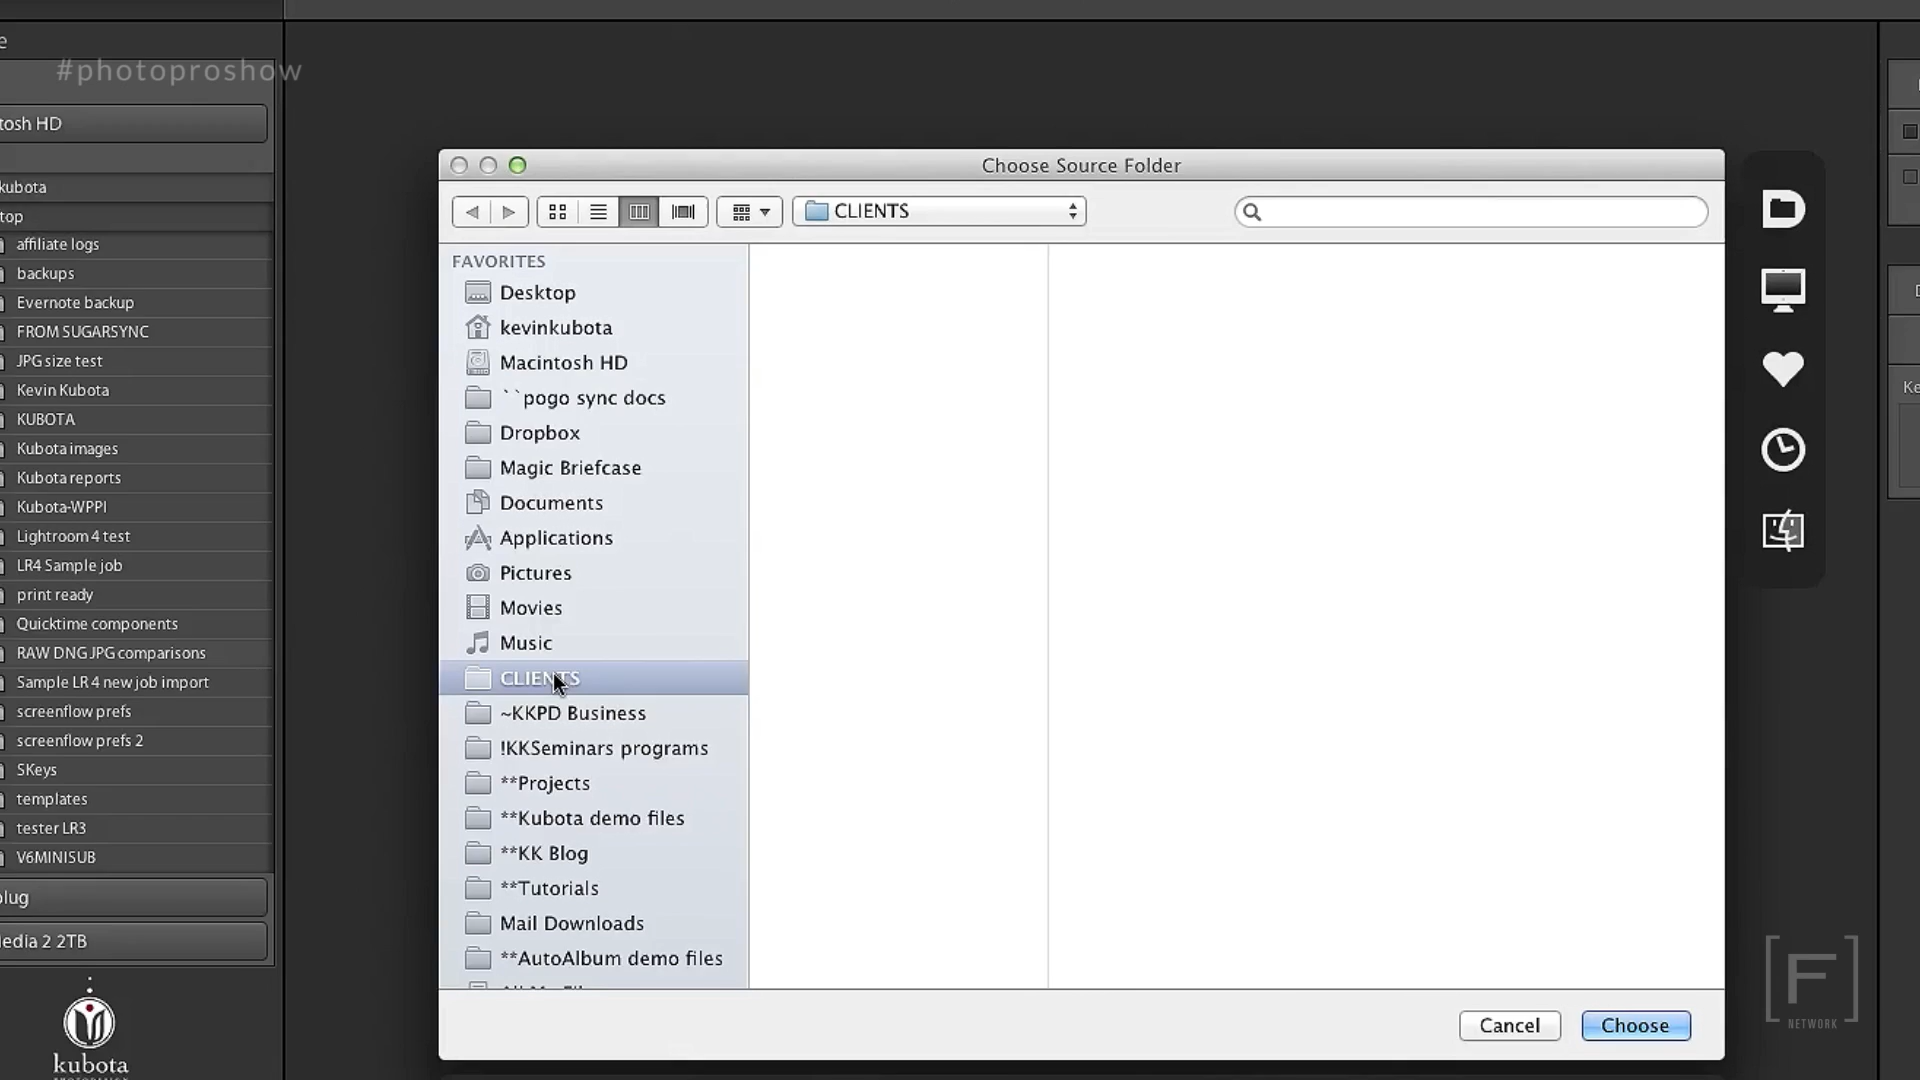 e
#photoproshow
tosh HD
kubota
top
affiliate logs
backups
Evernote backup
FROM SUGARSYNC
JPG size test
Kevin Kubota
KUBOTA
Kubota images
Kubota reports
Kubota-WPPI
Lightroom 4 test
LR4 Sample job
print ready
Quicktime components
RAW DNG JPG comparisons
Sample LR 4 new job import
screenflow prefs
screenflow prefs 2
SKeys
templates
tester LR3
V6MINISUB
plug
Media 2 2TB
kubota
Choose Source Folder
CLIENTS
FAVORITES
Desktop
kevinkubota
Macintosh HD
``pogo sync docs
Dropbox
Magic Briefcase
Documents
Applications
Pictures
Movies
Music
CLIENTS
~KKPD Business
!KKSeminars programs
**Projects
**Kubota demo files
**KK Blog
**Tutorials
Mail Downloads
**AutoAlbum demo files
Cancel
Choose
Ke
[F]
NETWORK